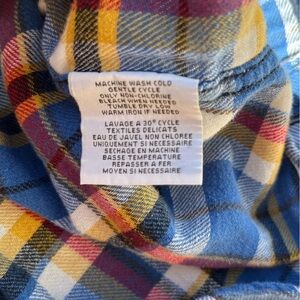 MACHINE WASH COLD
GENTLE CYCLE
ONLY NON-CHLORINE
BLEACH WHEN NEEDED
TUMBLE DRY LOW
WARM IRON IF NEEDED
LAVAGE A 30° CYCLE
TEXTILES DELICATS
EAU DE JAVEL NON CHLOREE
UNIQUEMENT SI NECESSAIRE
SECHAGE EN MACHINE
BASSE TEMPERATURE
REPASSER A FER
MOYEN SI NECESSAIRE